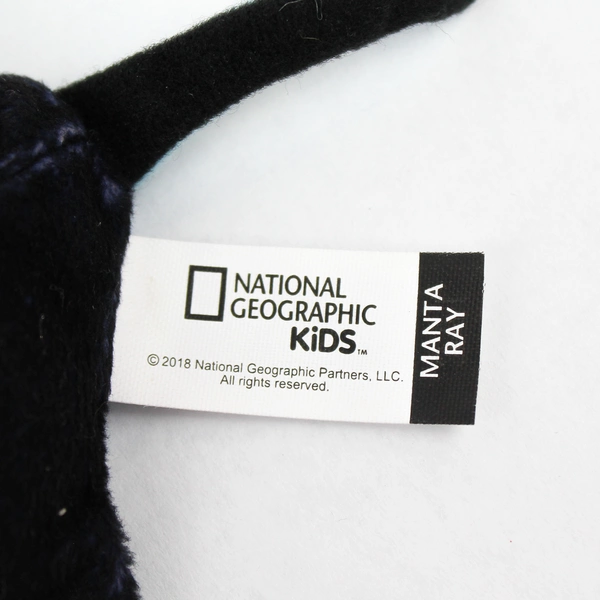 NATIONAL
GEOGRAPHIC
KiDS™
© 2018 National Geographic Partners, LLC.
All rights reserved.
MANTA
RAY